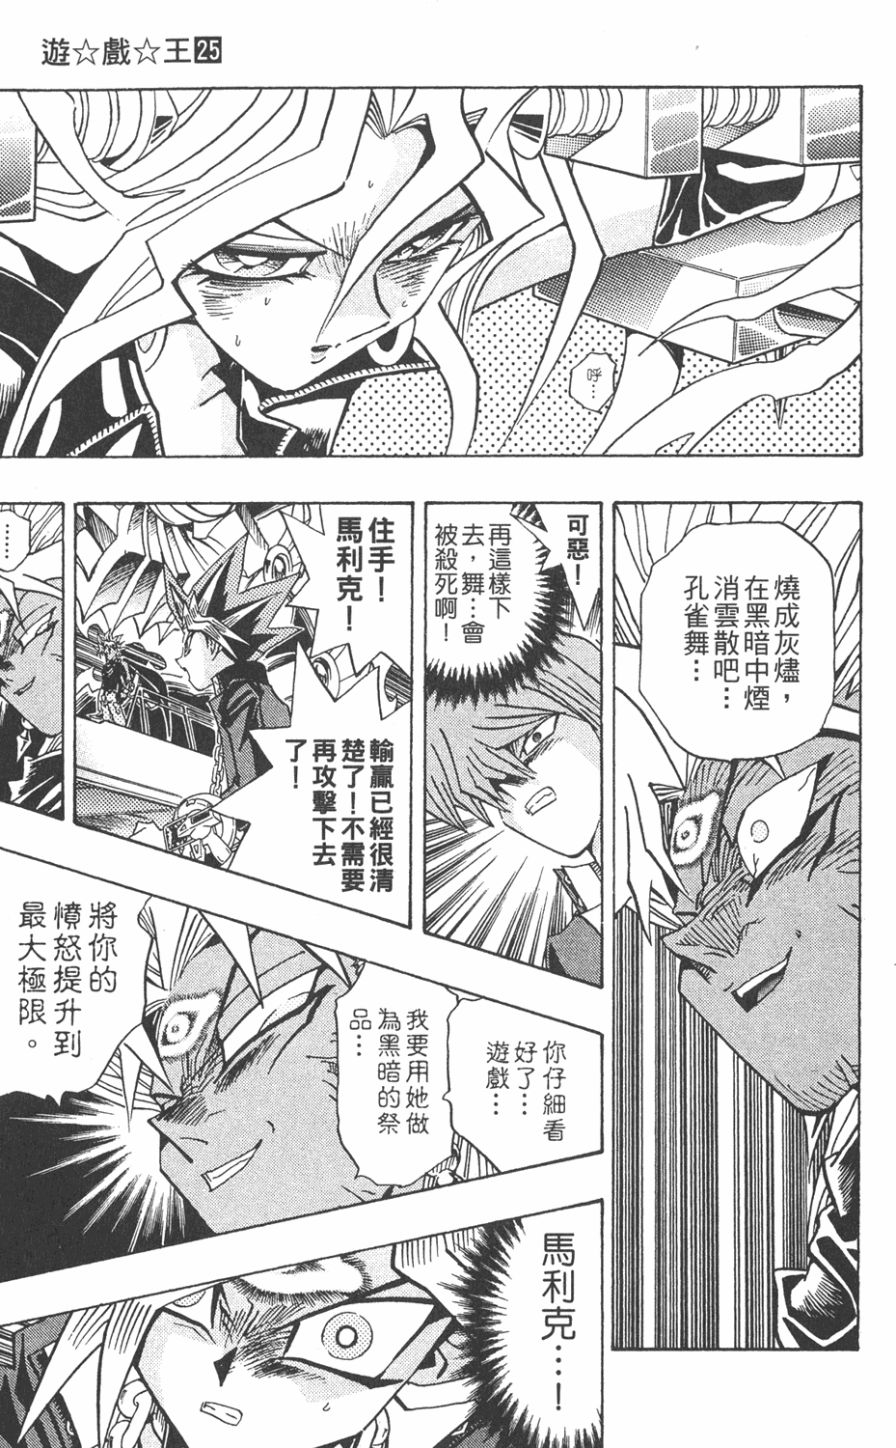 遊☆戲☆王25
呼…
燒成灰燼，
在黑暗中煙
消雲散吧…
孔雀舞…
可惡！
再這樣下
去，舞…會
被殺死啊！
住手！
馬利克！
輸贏已經很清
楚了！不需要
再攻擊下去
了！
……
你仔細看
好了…
遊戲…
我要用她做
為黑暗的祭
品…
將你的
憤怒提升到
最大極限。
馬利克…！